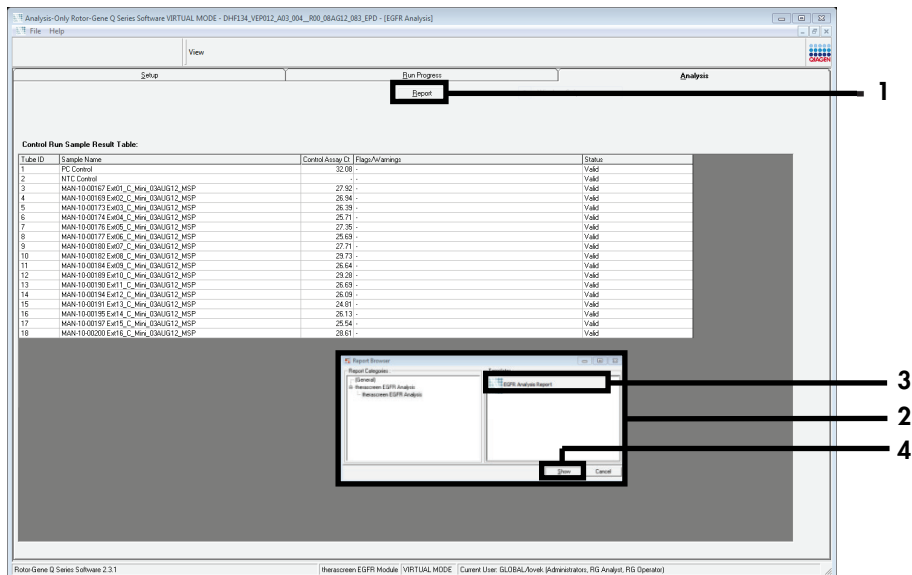 Analysis-Only Rotor-Gene Q Series Software VIRTUAL MODE - DHF134_VEP012_A03_004__R00_08AG12_083_EPD - [EGFR Analysis]
File Help
View
QIAGEN
Setup Run Progress Analysis
Report
1
Control Run Sample Result Table:
Tube ID Sample Name Control Assay Ct Flags/Warnings Status
1 PC Control 32.08 - Valid
2 NTC Control - - Valid
3 MAN-10-00167 Ext01_C_Mini_03AUG12_MSP 27.92 - Valid
4 MAN-10-00169 Ext02_C_Mini_03AUG12_MSP 26.94 - Valid
5 MAN-10-00173 Ext03_C_Mini_03AUG12_MSP 26.39 - Valid
6 MAN-10-00174 Ext04_C_Mini_03AUG12_MSP 25.71 - Valid
7 MAN-10-00176 Ext05_C_Mini_03AUG12_MSP 27.35 - Valid
8 MAN-10-00177 Ext06_C_Mini_03AUG12_MSP 25.69 - Valid
9 MAN-10-00180 Ext07_C_Mini_03AUG12_MSP 27.71 - Valid
10 MAN-10-00182 Ext08_C_Mini_03AUG12_MSP 29.73 - Valid
11 MAN-10-00184 Ext09_C_Mini_03AUG12_MSP 26.64 - Valid
12 MAN-10-00189 Ext10_C_Mini_03AUG12_MSP 29.28 - Valid
13 MAN-10-00190 Ext11_C_Mini_03AUG12_MSP 26.69 - Valid
14 MAN-10-00194 Ext12_C_Mini_03AUG12_MSP 26.09 - Valid
15 MAN-10-00191 Ext13_C_Mini_03AUG12_MSP 24.81 - Valid
16 MAN-10-00195 Ext14_C_Mini_03AUG12_MSP 26.13 - Valid
17 MAN-10-00197 Ext15_C_Mini_03AUG12_MSP 25.54 - Valid
18 MAN-10-00200 Ext16_C_Mini_03AUG12_MSP 28.61 - Valid
Report Browser
Report Categories
(General)
therascreen EGFR Analysis
therascreen EGFR Analysis
EGFR Analysis Report
3
2
4
Show Cancel
Rotor-Gene Q Series Software 2.3.1 therascreen EGFR Module VIRTUAL MODE Current User: GLOBAL/lovek (Administrators, RG Analyst, RG Operator)